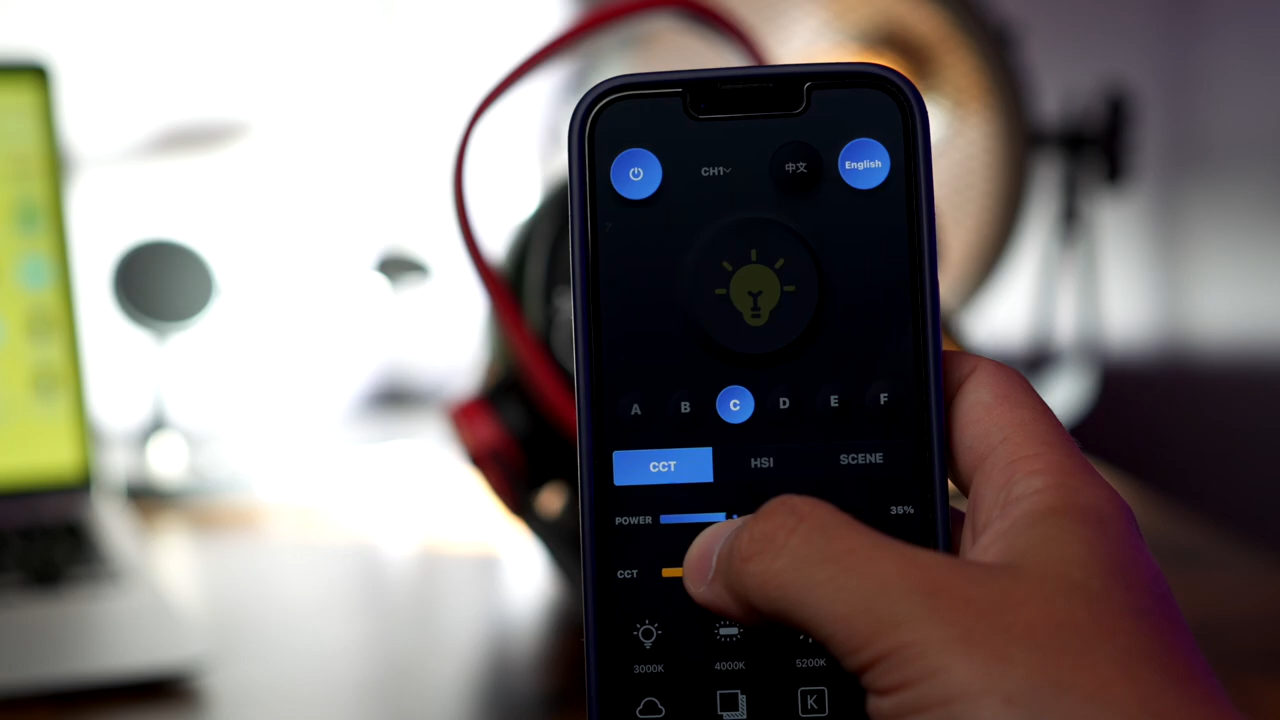 CH1 中文 English
A B C D E F
CCT HSI SCENE
POWER 35%
CCT
3000K 4000K 5200K
K